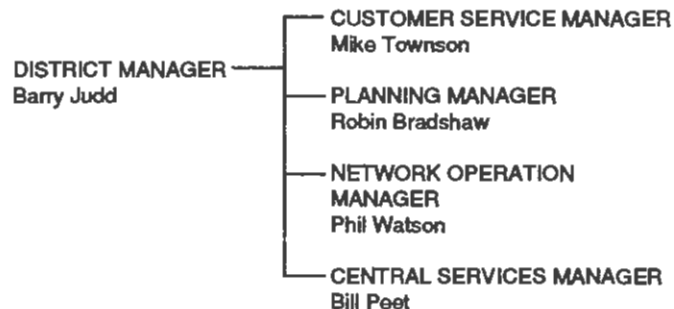 DISTRICT MANAGER
Barry Judd
CUSTOMER SERVICE MANAGER
Mike Townson
PLANNING MANAGER
Robin Bradshaw
NETWORK OPERATION
MANAGER
Phil Watson
CENTRAL SERVICES MANAGER
Bill Peet